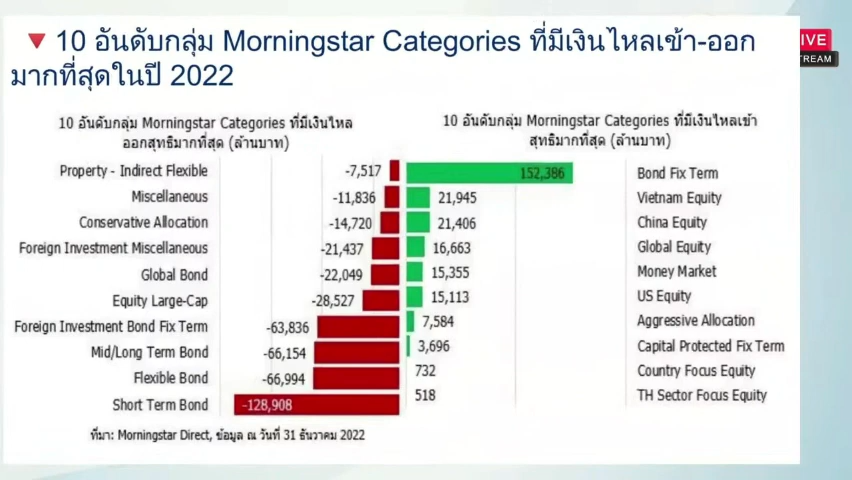 10 อันดับกลุ่ม Morningstar Categories ที่มีเงินไหลเข้า-ออก
มากที่สุดในปี 2022
LIVE
STREAM
10 อันดับกลุ่ม Morningstar Categories ที่มีเงินไหล
ออกสุทธิมากที่สุด (ล้านบาท)
Property - Indirect Flexible -7,517
Miscellaneous -11,836
Conservative Allocation -14,720
Foreign Investment Miscellaneous -21,437
Global Bond -22,049
Equity Large-Cap -28,527
Foreign Investment Bond Fix Term -63,836
Mid/Long Term Bond -66,154
Flexible Bond -66,994
Short Term Bond -128,908
10 อันดับกลุ่ม Morningstar Categories ที่มีเงินไหลเข้า
สุทธิมากที่สุด (ล้านบาท)
152,386 Bond Fix Term
21,945 Vietnam Equity
21,406 China Equity
16,663 Global Equity
15,355 Money Market
15,113 US Equity
7,584 Aggressive Allocation
3,696 Capital Protected Fix Term
732 Country Focus Equity
518 TH Sector Focus Equity
ที่มา: Morningstar Direct, ข้อมูล ณ วันที่ 31 ธันวาคม 2022